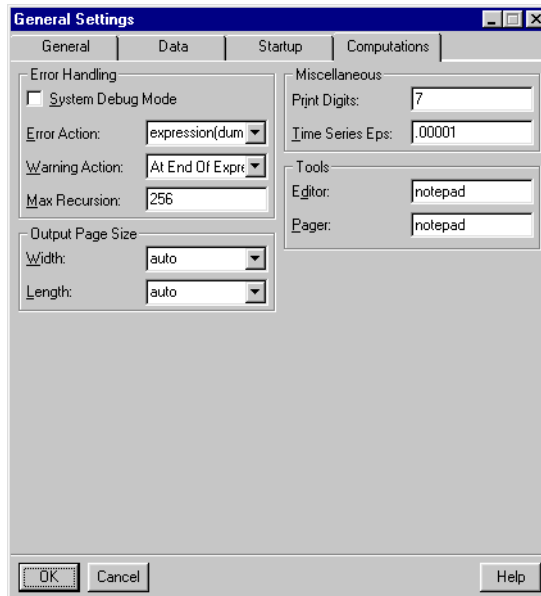 General Settings
General Data Startup Computations
Error Handling
System Debug Mode
Error Action: expression(dum
Warning Action: At End Of Expre
Max Recursion: 256
Output Page Size
Width: auto
Length: auto
Miscellaneous
Print Digits: 7
Time Series Eps: .00001
Tools
Editor: notepad
Pager: notepad
OK Cancel Help